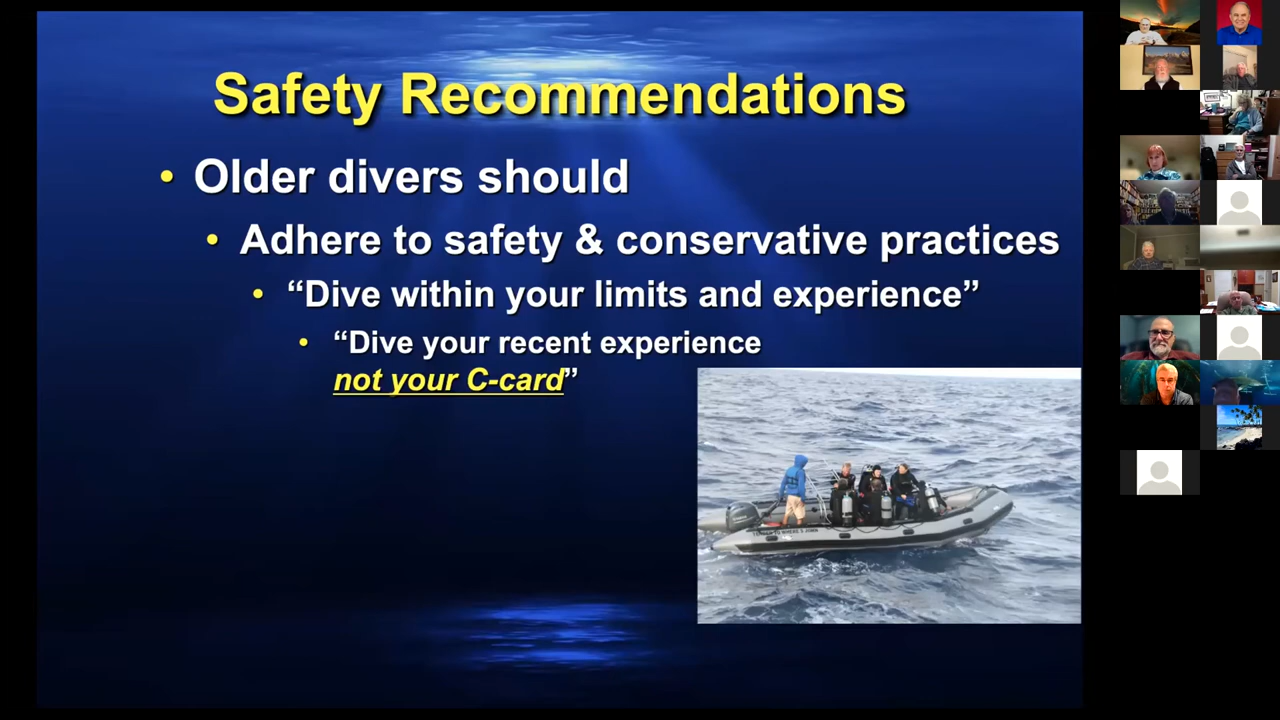 Safety Recommendations
• Older divers should
• Adhere to safety & conservative practices
• “Dive within your limits and experience”
• “Dive your recent experience
not your C-card”